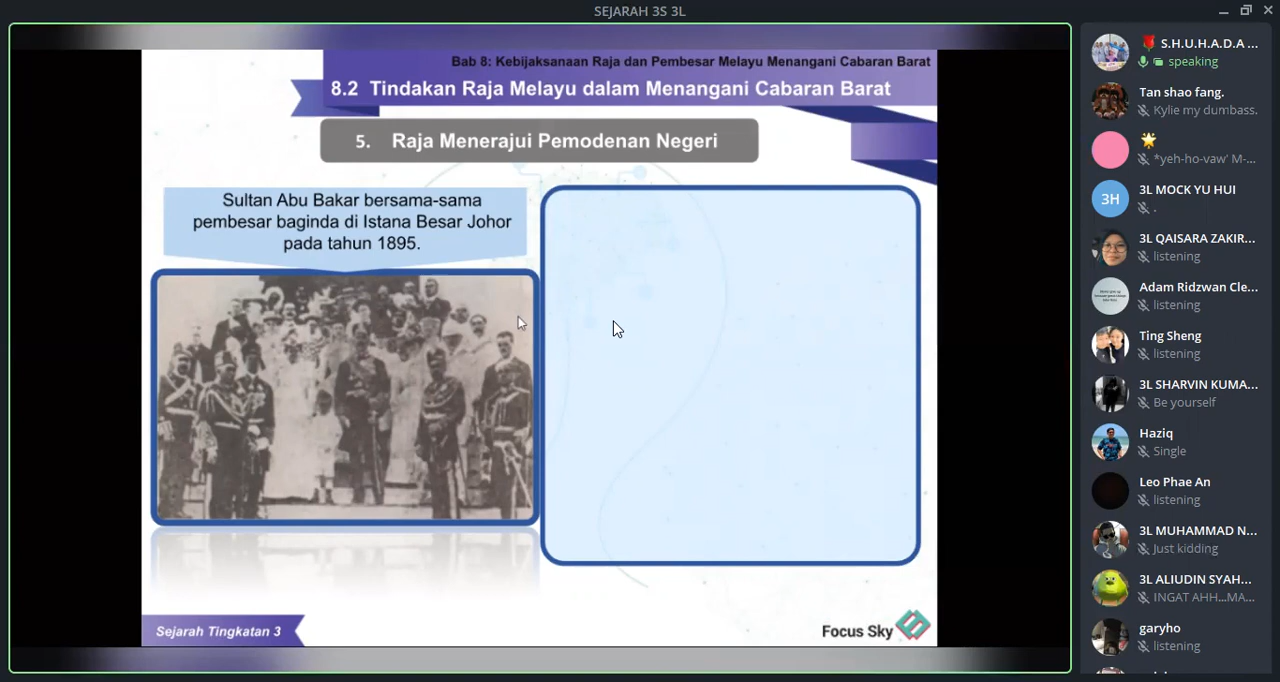 SEJARAH 3S 3L
Bab 8: Kebijaksanaan Raja dan Pembesar Melayu Menangani Cabaran Barat
8.2 Tindakan Raja Melayu dalam Menangani Cabaran Barat
5. Raja Menerajui Pemodenan Negeri
Sultan Abu Bakar bersama-sama
pembesar baginda di Istana Besar Johor
pada tahun 1895.
Sejarah Tingkatan 3
Focus Sky
S.H.U.H.A.D.A ...
speaking
Tan shao fang.
Kylie my dumbass.
*yeh-ho-vaw' M-...
3H
3L MOCK YU HUI
.
3L QAISARA ZAKIR...
listening
Adam Ridzwan Cle...
listening
Ting Sheng
listening
3L SHARVIN KUMA...
Be yourself
Haziq
Single
Leo Phae An
listening
3L MUHAMMAD N...
Just kidding
3L ALIUDIN SYAH...
INGAT AHH...MA...
garyho
listening